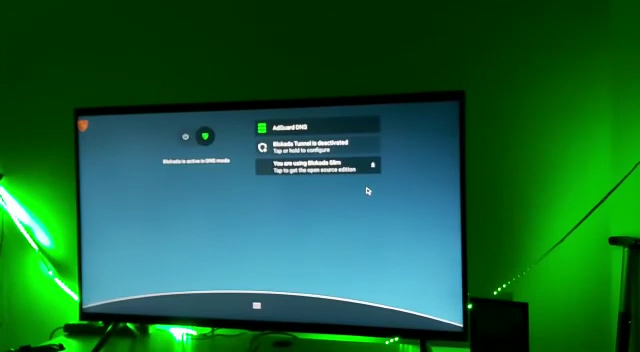 AdGuard DNS
Blokada Tunnel is deactivated
Tap or hold to configure
Blokada is active in DNS mode
You are using Blokada Slim
Tap to get the open source edition